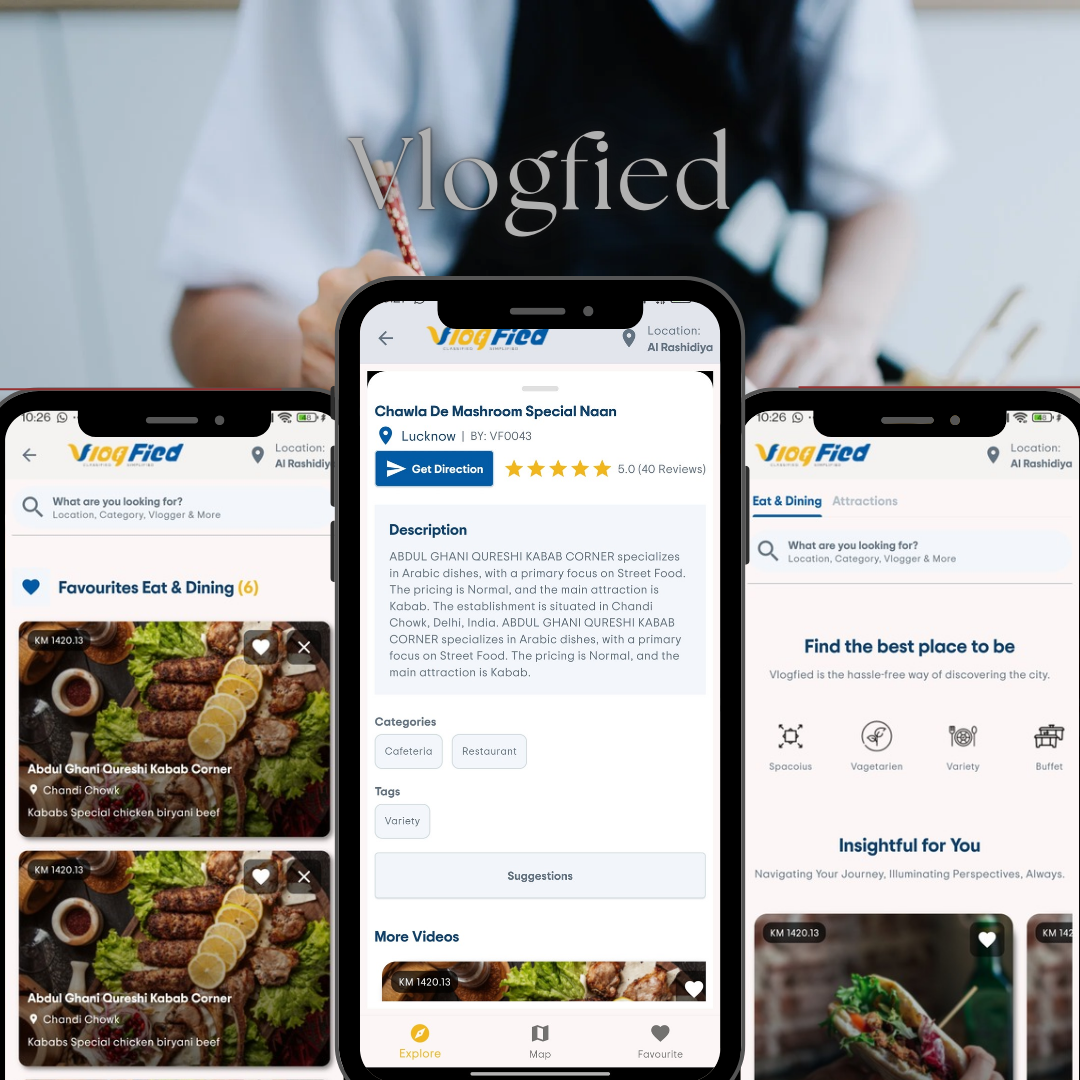 Vlogfied
10:26
VlogFied
CLASSIFIED SIMPLIFIED
Location:
Al Rashidiy
What are you looking for?
Location, Category, Vlogger & More
Favourites Eat & Dining (6)
KM 1420.13
Abdul Ghani Qureshi Kabab Corner
Chandi Chowk
Kababs Special chicken biryani beef
KM 1420.13
Abdul Ghani Qureshi Kabab Corner
Chandi Chowk
Kababs Special chicken biryani beef
VlogFied
CLASSIFIED SIMPLIFIED
Location:
Al Rashidiya
Chawla De Mashroom Special Naan
Lucknow | BY: VF0043
Get Direction 5.0 (40 Reviews)
Description
ABDUL GHANI QURESHI KABAB CORNER specializes
in Arabic dishes, with a primary focus on Street Food.
The pricing is Normal, and the main attraction is
Kabab. The establishment is situated in Chandi
Chowk, Delhi, India. ABDUL GHANI QURESHI KABAB
CORNER specializes in Arabic dishes, with a primary
focus on Street Food. The pricing is Normal, and the
main attraction is Kabab.
Categories
Cafeteria Restaurant
Tags
Variety
Suggestions
More Videos
KM 1420.13
Explore Map Favourite
10:26
VlogFied
CLASSIFIED SIMPLIFIED
Location:
Al Rashidiya
Eat & Dining Attractions
What are you looking for?
Location, Category, Vlogger & More
Find the best place to be
Vlogfied is the hassle-free way of discovering the city.
Spacoius Vagetarien Variety Buffet
Insightful for You
Navigating Your Journey, Illuminating Perspectives, Always.
KM 1420.13 KM 142